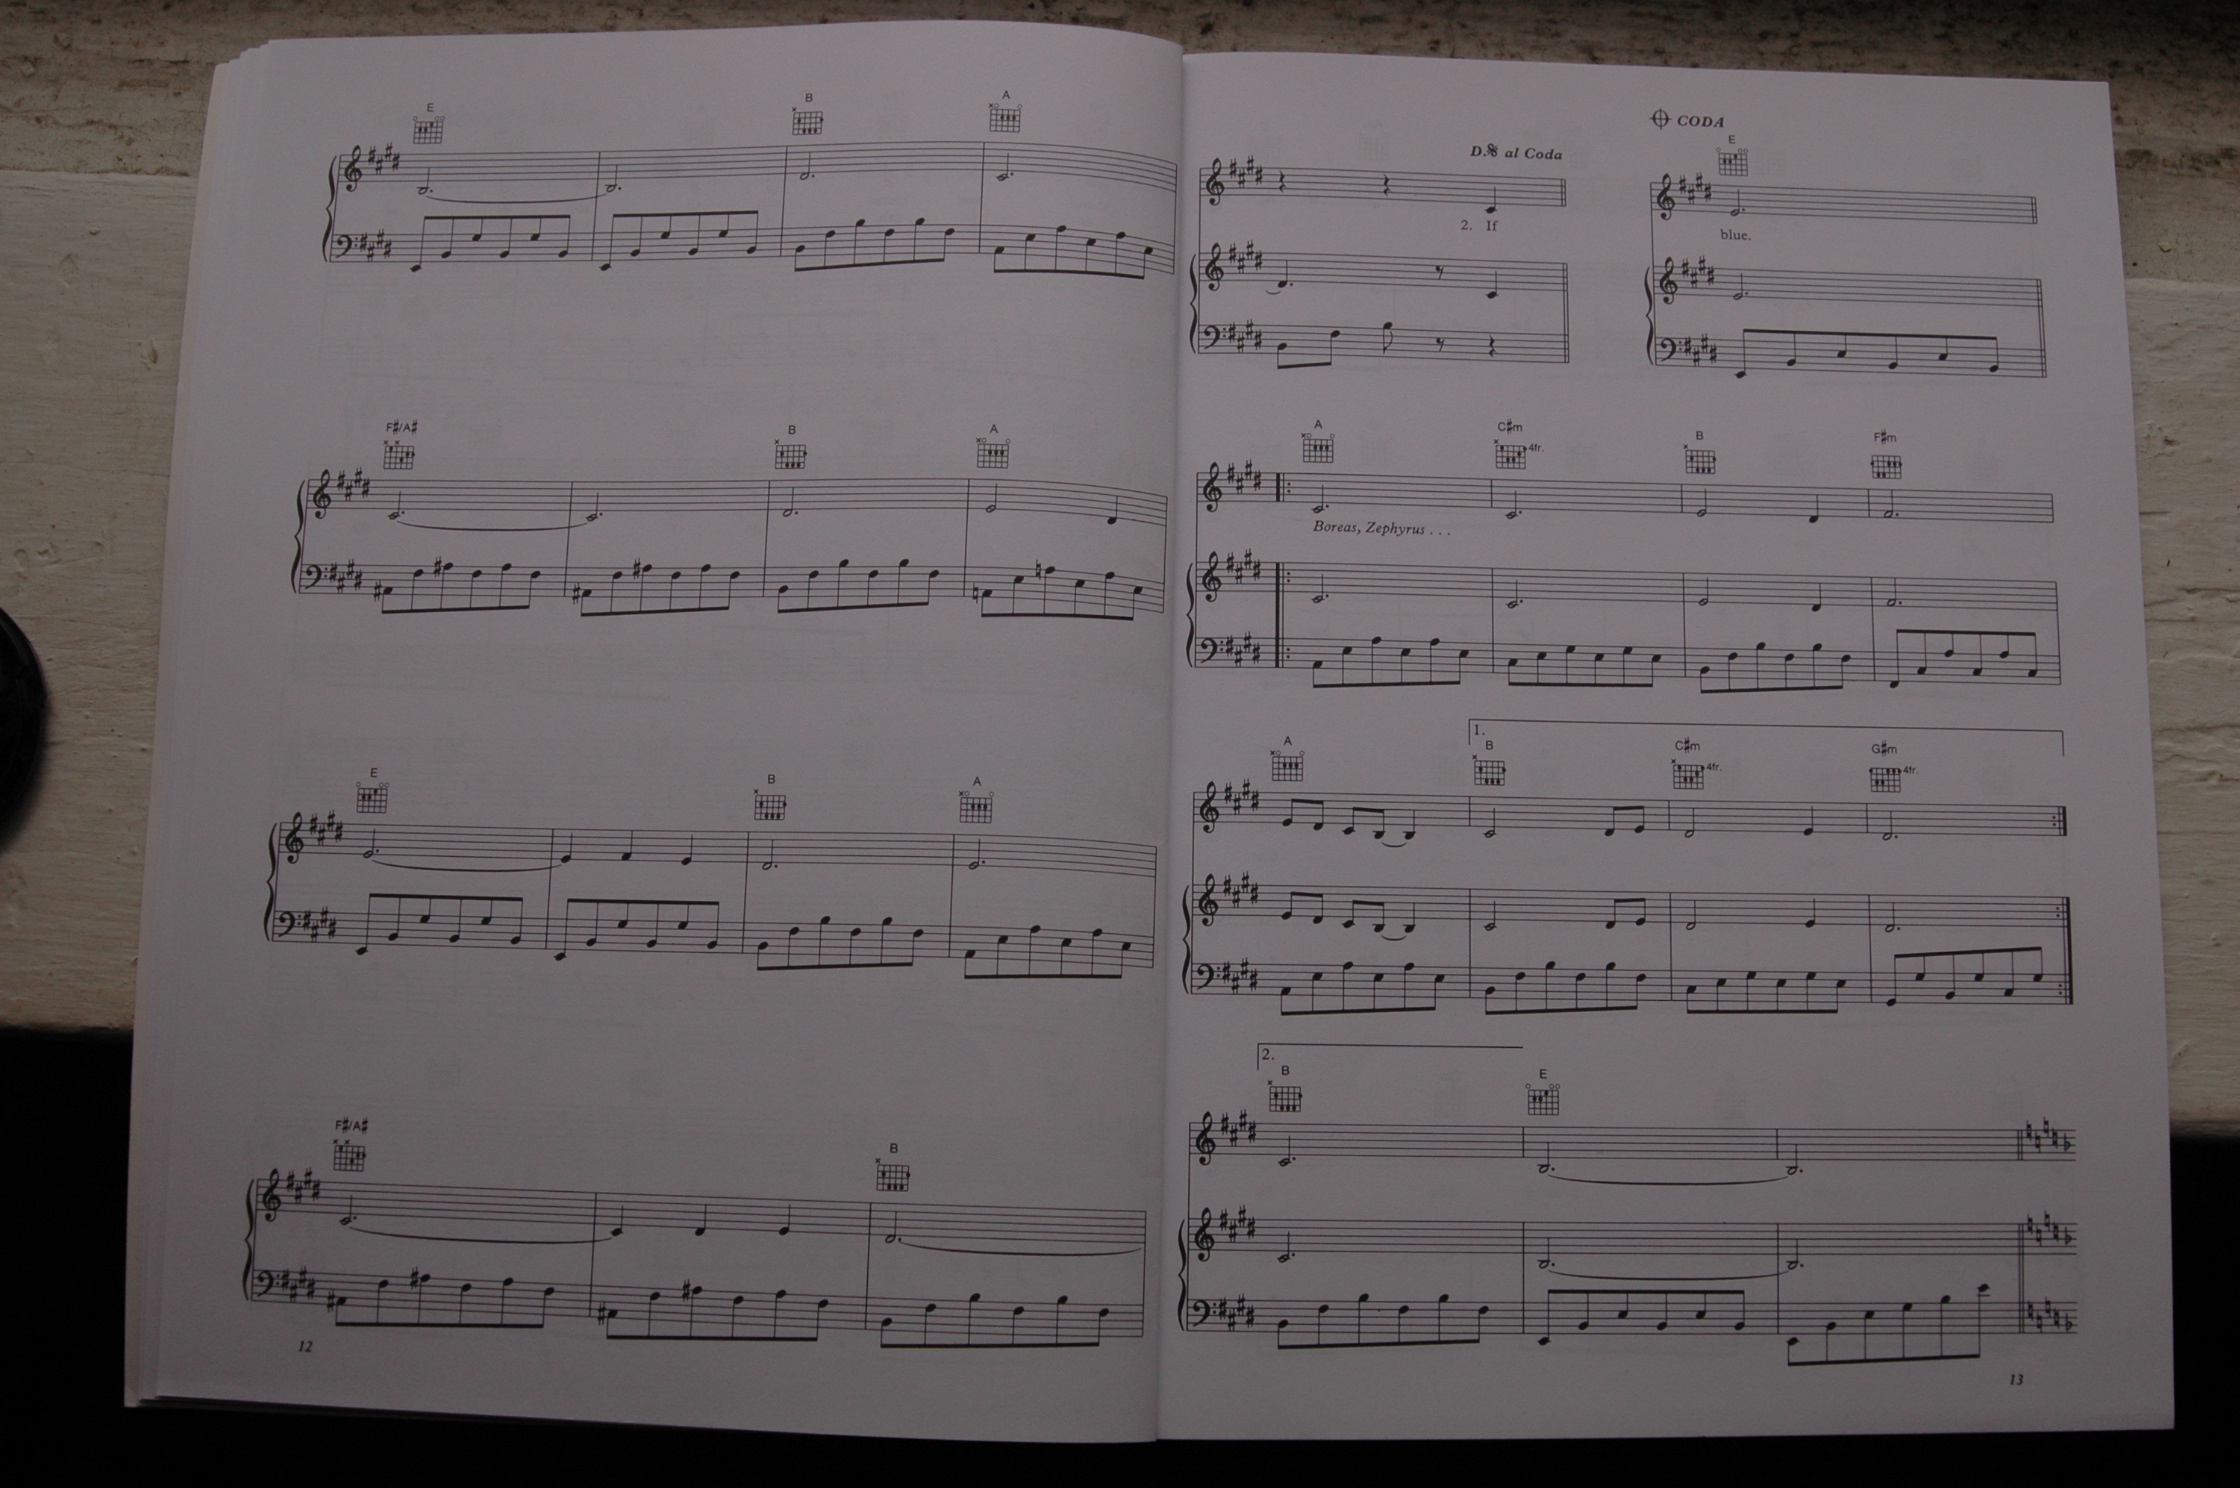 E B A
F♯/A♯ B A
E B A
F♯/A♯ B
12
D.𝄋 al Coda
2. If
𝄌 CODA
E
blue.
A C♯m 4fr. B F♯m
Boreas, Zephyrus . . .
1.
A B C♯m 4fr. G♯m 4fr.
2.
B E
13